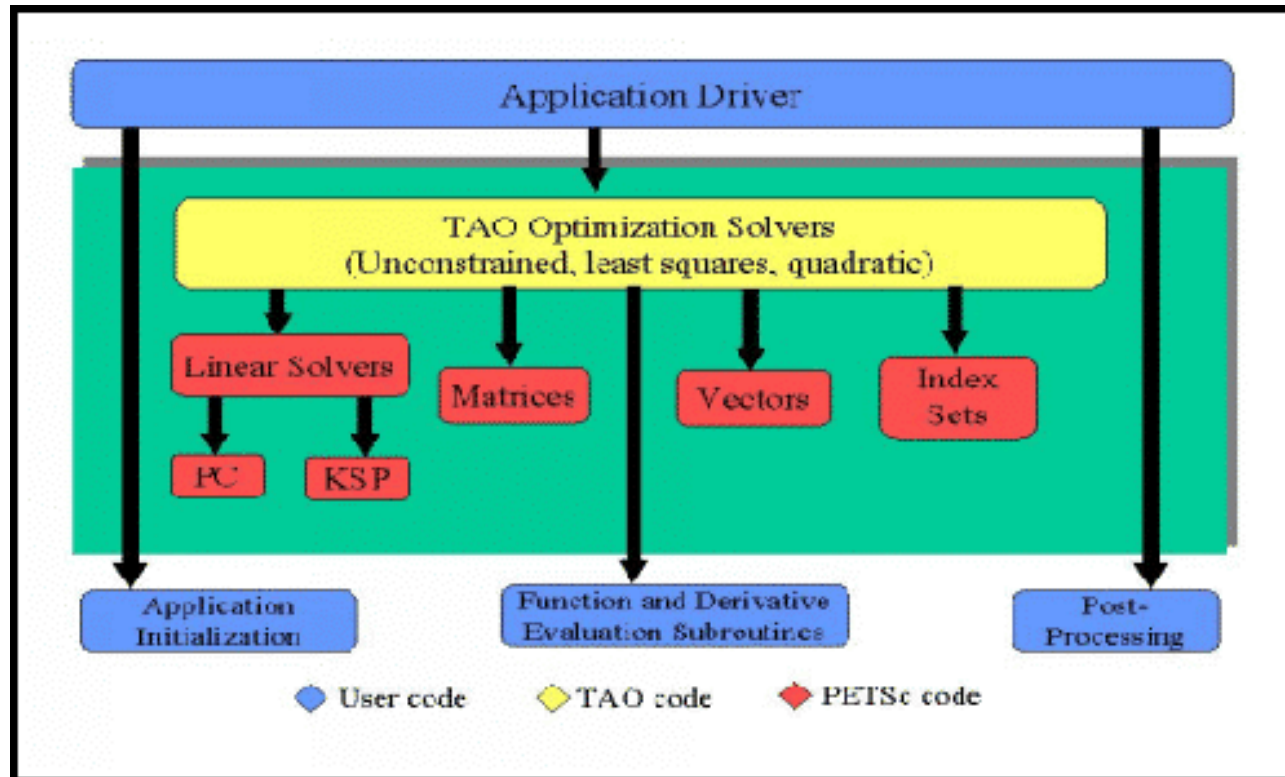 Application Driver
TAO Optimization Solvers
(Unconstrained, least squares, quadratic)
Linear Solvers
Matrices
Vectors
Index
Sets
PC
KSP
Application
Initialization
Function and Derivative
Evaluation Subroutines
Post-
Processing
User code
TAO code
PETSc code